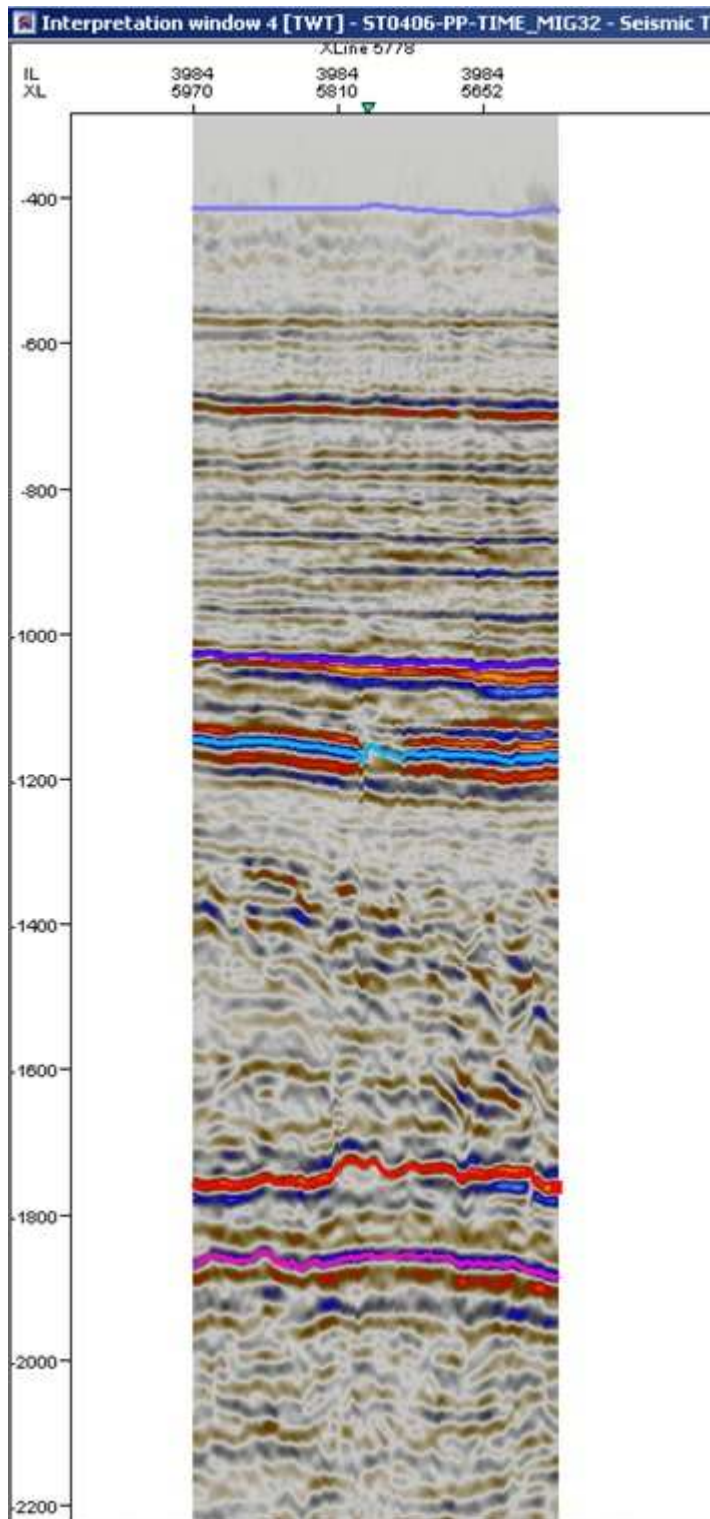 Interpretation window 4 [TWT] - ST0406-PP-TIME_MIG32 - Seismic T
XLine 5778
IL 3984 3984 3984
XL 5970 5810 5652
-400
-600
-800
-1000
-1200
-1400
-1600
-1800
-2000
-2200